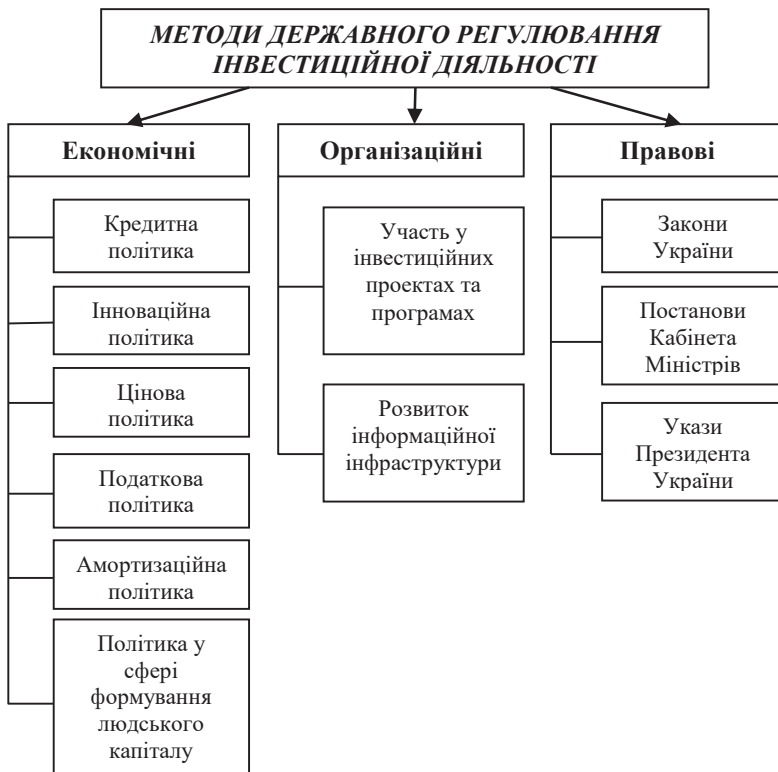 МЕТОДИ ДЕРЖАВНОГО РЕГУЛЮВАННЯ
ІНВЕСТИЦІЙНОЇ ДІЯЛЬНОСТІ
Економічні
Кредитна
політика
Інноваційна
політика
Цінова
політика
Податкова
політика
Амортизаційна
політика
Політика у
сфері
формування
людського
капіталу
Організаційні
Участь у
інвестиційних
проектах та
програмах
Розвиток
інформаційної
інфраструктури
Правові
Закони
України
Постанови
Кабінета
Міністрів
Укази
Президента
України